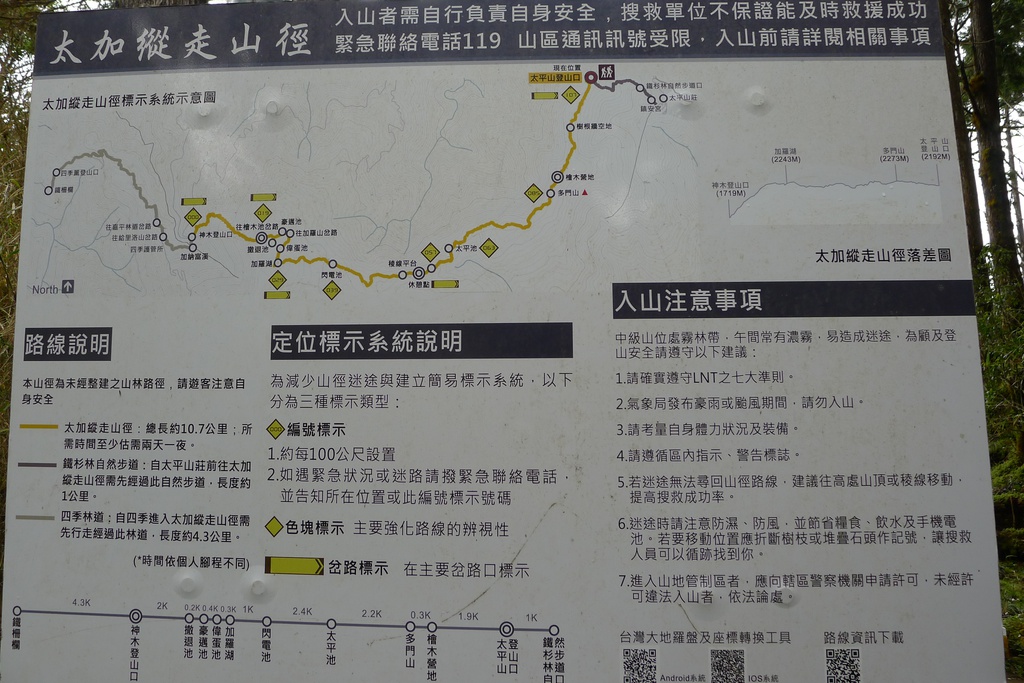 太加縱走山徑
入山者需自行負責自身安全，搜救單位不保證能及時救援成功
緊急聯絡電話119 山區通訊訊號受限，入山前請詳閱相關事項
太加縱走山徑標示系統示意圖
現在位置
太平山登山口
鐵杉林自然步道口
太平山莊
鎮安宮
樹根羅空地
檜木營地
多門山
太平池
稜線平台
休憩點
閃電池
加羅湖
偉蛋池
撤退池
豪邁池
往加羅山岔路
往檜木池岔路
神木登山口
加納富溪
四季護管所
往嘉平林道岔路
鐵柵欄
四季薰登山口
North
太平山登山口
(2192M)
多門山
(2273M)
加羅湖
(2243M)
神木登山口
(1719M)
太加縱走山徑落差圖
路線說明
本山徑為未經整建之山林路徑，請遊客注意自
身安全
太加縱走山徑：總長約10.7公里；所
需時間至少估需兩天一夜。
鐵杉林自然步道：自太平山莊前往太加
縱走山徑需先經過此自然步道，長度約
1公里。
四季林道：自四季進入太加縱走山徑需
先行走經過此林道，長度約4.3公里。
(*時間依個人腳程不同)
定位標示系統說明
為減少山徑迷途與建立簡易標示系統，以下
分為三種標示類型：
編號標示
1.約每100公尺設置
2.如遇緊急狀況或迷路請撥緊急聯絡電話，
並告知所在位置或此編號標示號碼
色塊標示 主要強化路線的辨視性
岔路標示 在主要岔路口標示
入山注意事項
中級山位處霧林帶，午間常有濃霧，易造成迷途，為顧及登
山安全請遵守以下建議：
1.請確實遵守LNT之七大準則。
2.氣象局發布豪雨或颱風期間，請勿入山。
3.請考量自身體力狀況及裝備。
4.請遵循區內指示、警告標誌。
5.若迷途無法尋回山徑路線，建議往高處山頂或稜線移動，
提高搜救成功率。
6.迷途時請注意防濕、防風，並節省糧食、飲水及手機電
池。若要移動位置應折斷樹枝或堆疊石頭作記號，讓搜救
人員可以循跡找到你。
7.進入山地管制區者，應向轄區警察機關申請許可，未經許
可違法入山者，依法論處。
台灣大地羅盤及座標轉換工具
路線資訊下載
Android系統
IOS系統
4.3K 2K 0.2K 0.4K 0.3K 1K 2.4K 2.2K 0.3K 1.9K 1K
鐵柵欄
神木登山口
撤退池
豪邁池
偉蛋池
加羅湖
閃電池
太平池
多門山
檜木營地
太平山登山口
鐵杉林自然步道口